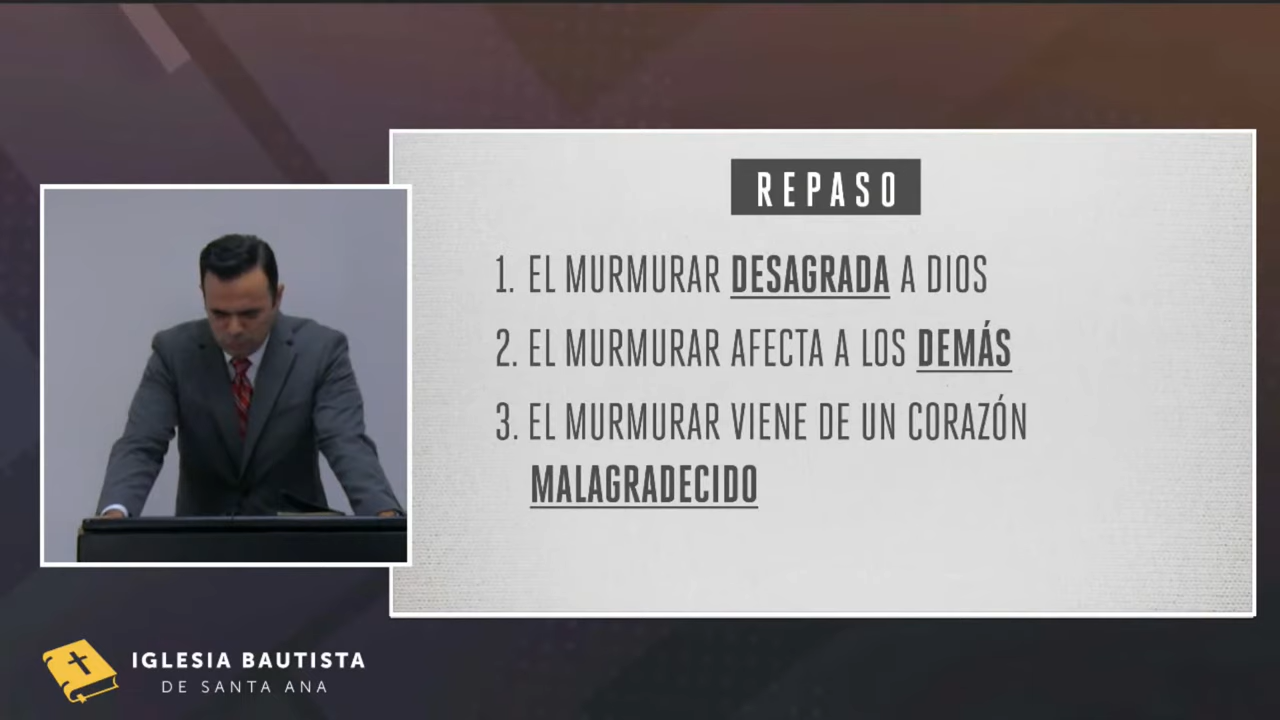 REPASO
1. EL MURMURAR DESAGRADA A DIOS
2. EL MURMURAR AFECTA A LOS DEMÁS
3. EL MURMURAR VIENE DE UN CORAZÓN
MALAGRADECIDO
IGLESIA BAUTISTA
DE SANTA ANA